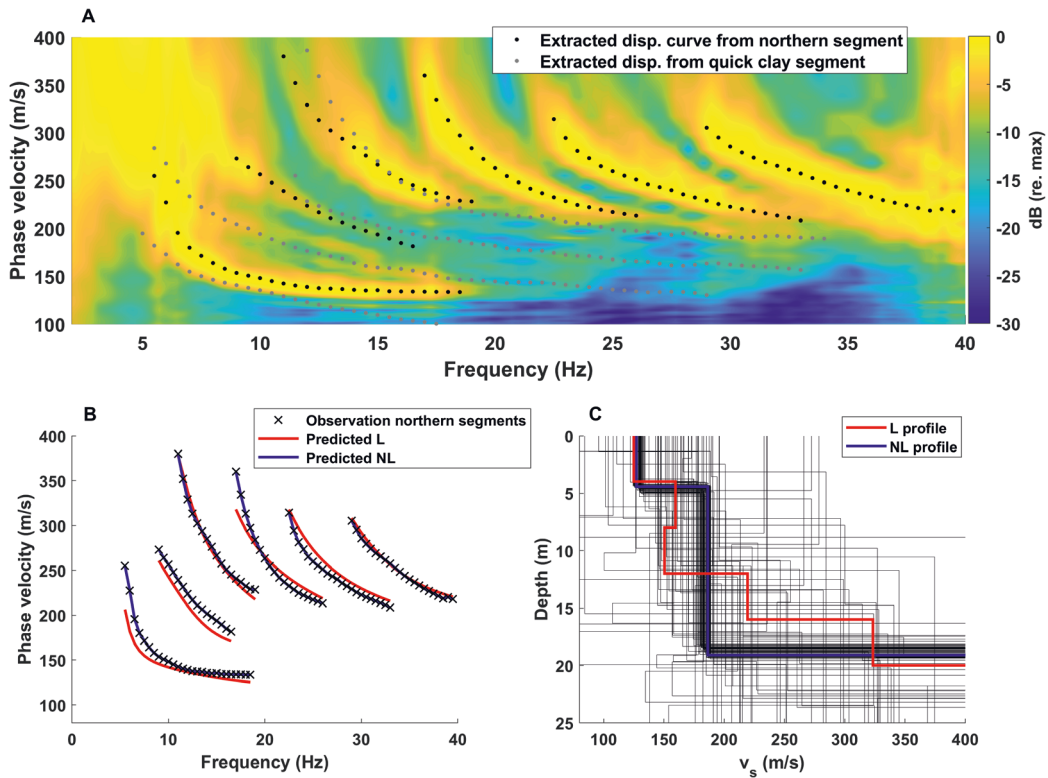 A
Extracted disp. curve from northern segment
Extracted disp. from quick clay segment
400
350
300
250
200
150
100
Phase velocity (m/s)
5
10
15
20
25
30
35
40
Frequency (Hz)
0
-5
-10
-15
-20
-25
-30
dB (re. max)
B
Observation northern segments
Predicted L
Predicted NL
400
350
300
250
200
150
100
80
Phase velocity (m/s)
0
10
20
30
40
Frequency (Hz)
C
L profile
NL profile
0
5
10
15
20
25
Depth (m)
100
150
200
250
300
350
400
v_s (m/s)